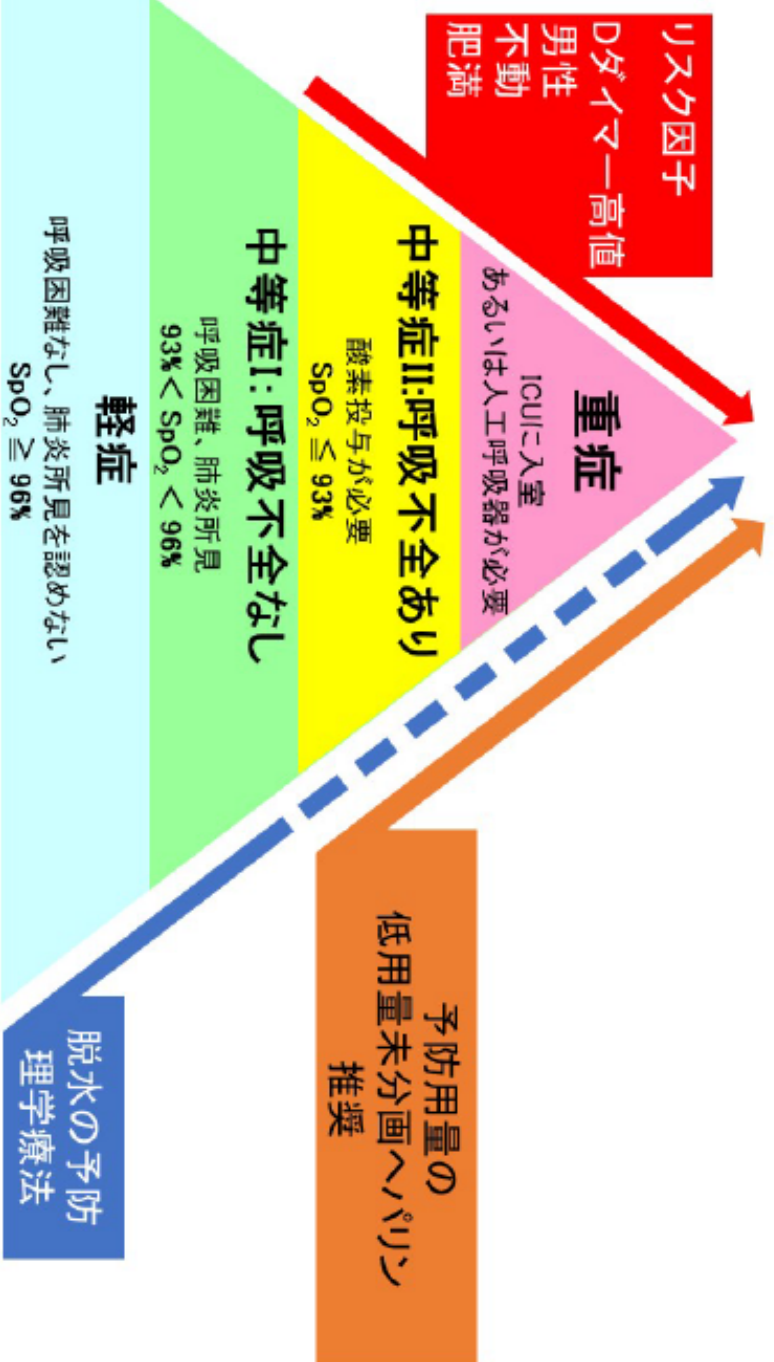 リスク因子
Dダイマー高値
男性
不動
肥満
重症
ICUに入室
あるいは人工呼吸器が必要
中等症II:呼吸不全あり
酸素投与が必要
SpO₂ ≦ 93%
中等症I:呼吸不全なし
呼吸困難、肺炎所見
93%< SpO₂ < 96%
軽症
呼吸困難なし、肺炎所見を認めない
SpO₂ ≧ 96%
予防用量の
低用量未分画ヘパリン
推奨
脱水の予防
理学療法